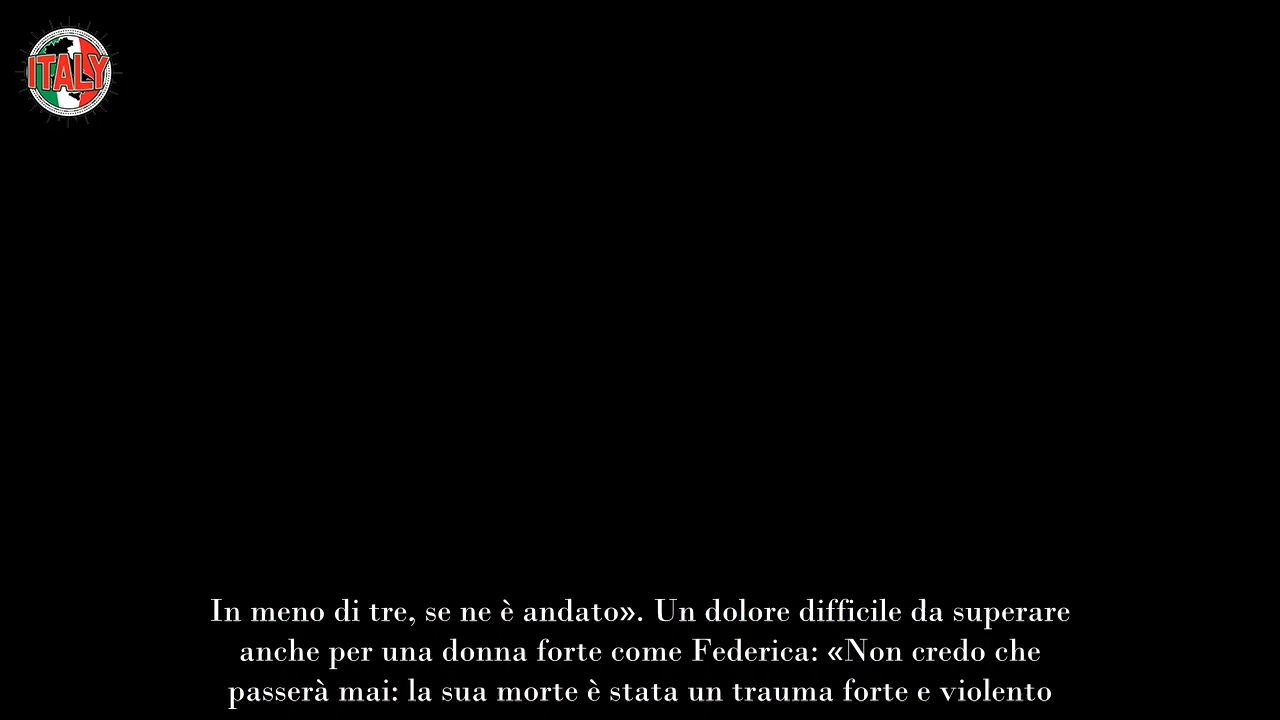 ITALY
In meno di tre, se ne è andato». Un dolore difficile da superare
anche per una donna forte come Federica: «Non credo che
passerà mai: la sua morte è stata un trauma forte e violento